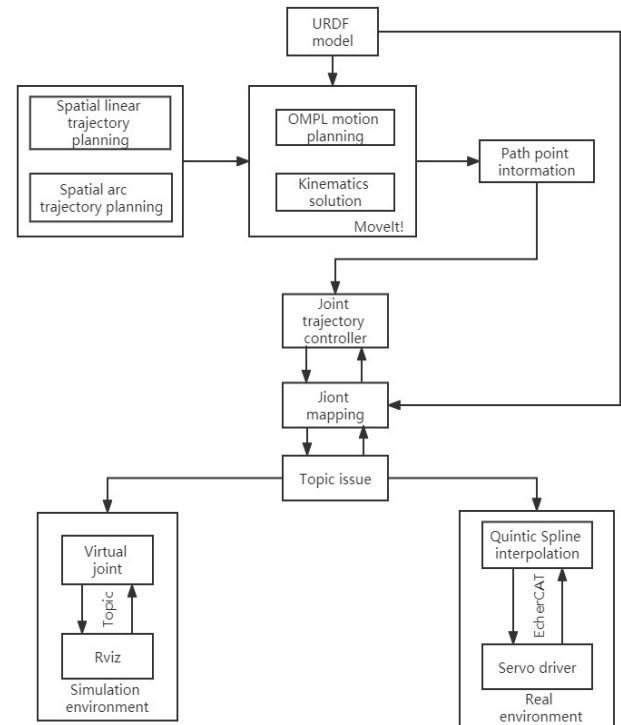 URDF
model
Spatial linear
trajectory
planning
Spatial arc
trajectory planning
OMPL motion
planning
Kinematics
solution
MoveIt!
Path point
intormation
Joint
trajectory
controller
Jiont
mapping
Topic issue
Virtual
joint
Topic
Rviz
Simulation
environment
Quintic Spline
interpolation
EcherCAT
Servo driver
Real
environment